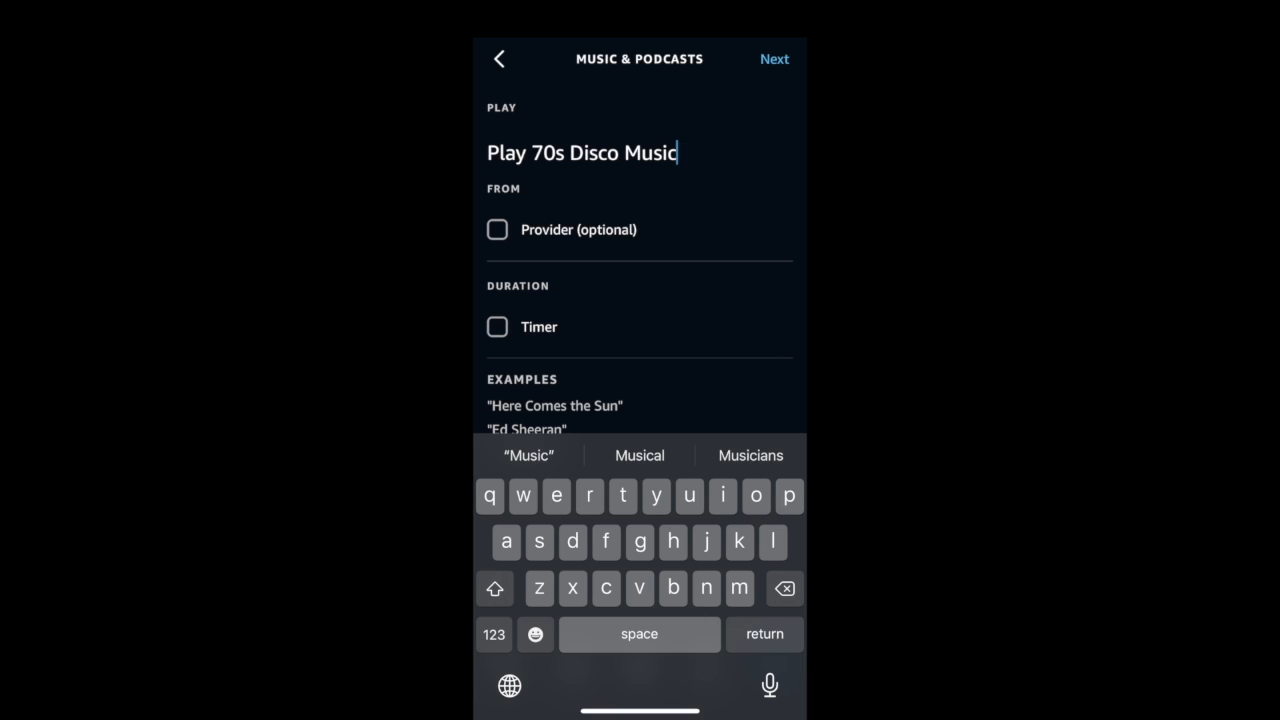 MUSIC & PODCASTS Next
PLAY
Play 70s Disco Music
FROM
Provider (optional)
DURATION
Timer
EXAMPLES
"Here Comes the Sun"
"Ed Sheeran"
“Music” Musical Musicians
q w e r t y u i o p
a s d f g h j k l
z x c v b n m
123 space return